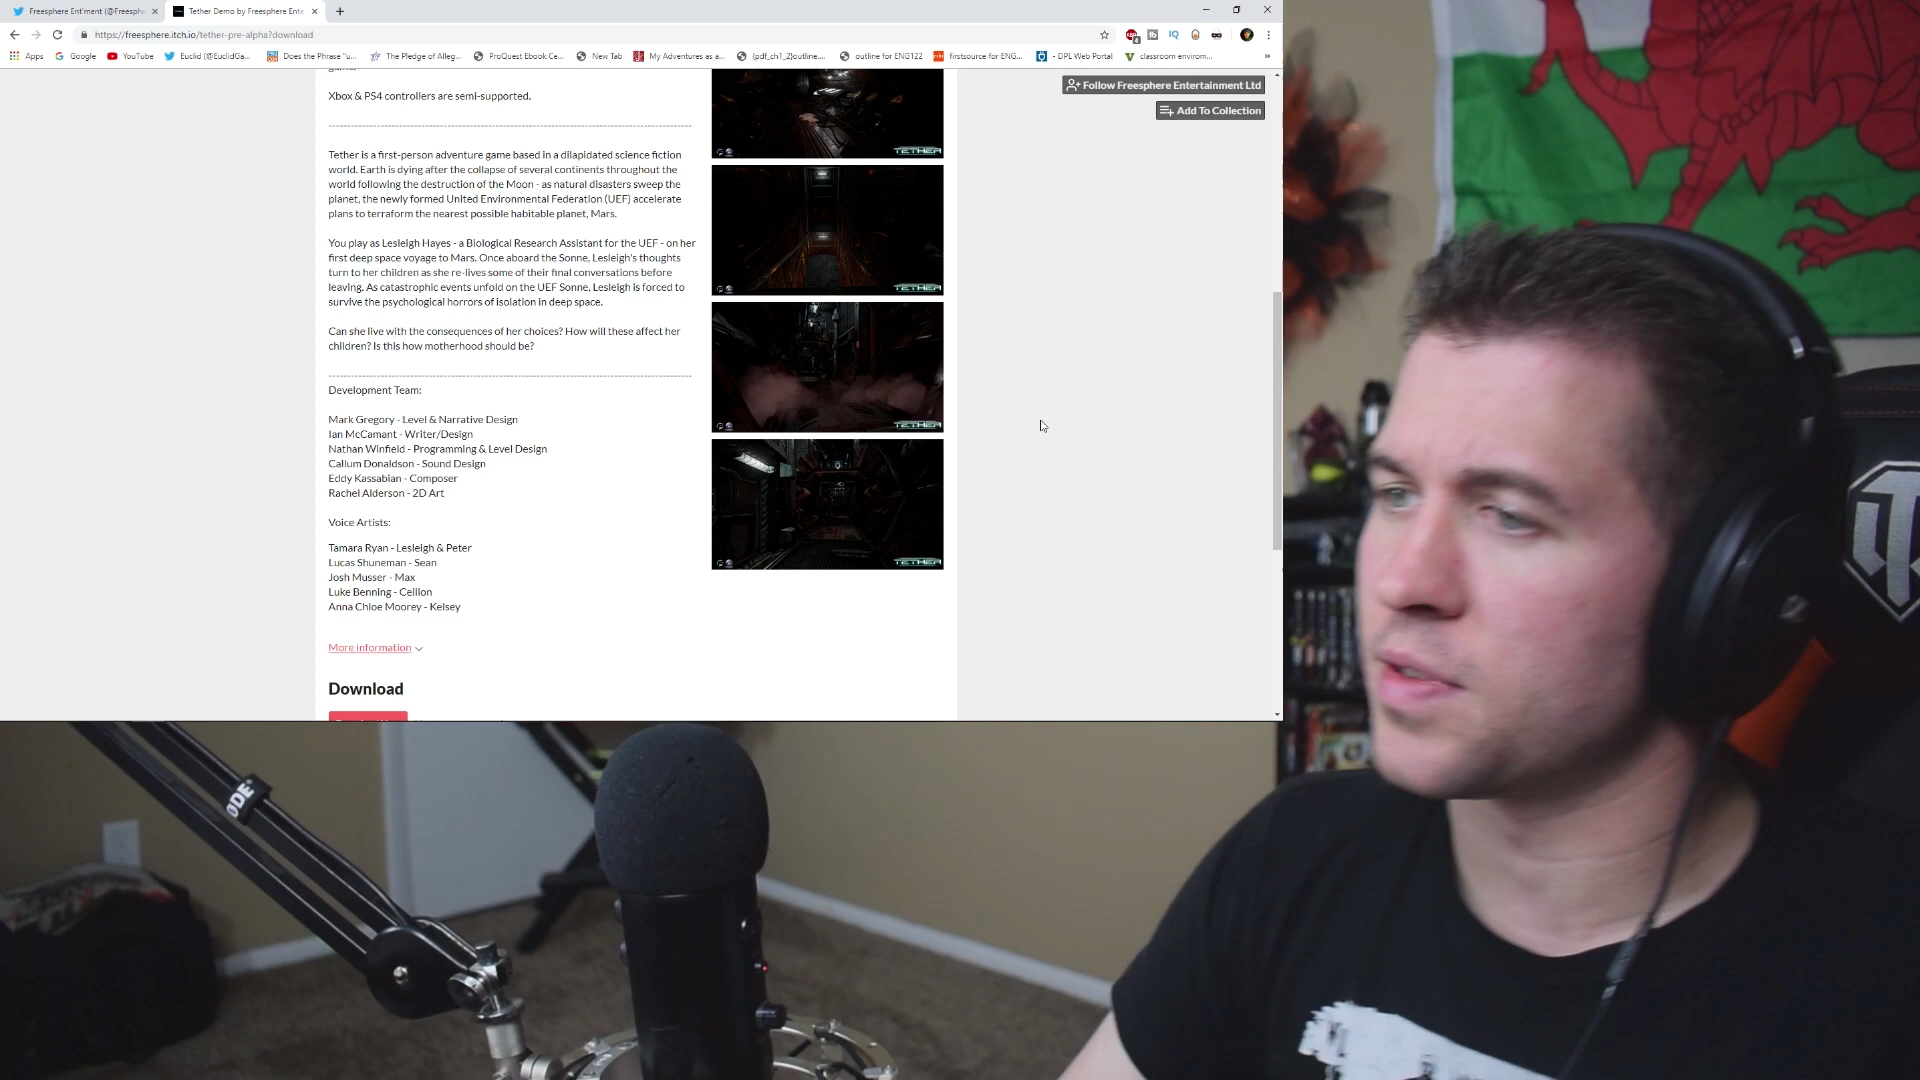 Freesphere Ent'ment (@Freesphe
Tether Demo by Freesphere Ente
https://freesphere.itch.io/tether-pre-alpha?download
Apps
Google
YouTube
Euclid (@EuclidGa...
Does the Phrase "u...
The Pledge of Alleg...
ProQuest Ebook Ce...
New Tab
My Adventures as a...
(pdf_ch1_2)outline...
outline for ENG122
firstsource for ENG...
- DPL Web Portal
classroom envirom...
»
Follow Freesphere Entertainment Ltd
Add To Collection
Xbox & PS4 controllers are semi-supported.
Tether is a first-person adventure game based in a dilapidated science fiction
world. Earth is dying after the collapse of several continents throughout the
world following the destruction of the Moon - as natural disasters sweep the
planet, the newly formed United Environmental Federation (UEF) accelerate
plans to terraform the nearest possible habitable planet, Mars.
You play as Lesleigh Hayes - a Biological Research Assistant for the UEF - on her
first deep space voyage to Mars. Once aboard the Sonne, Lesleigh's thoughts
turn to her children as she re-lives some of their final conversations before
leaving. As catastrophic events unfold on the UEF Sonne, Lesleigh is forced to
survive the psychological horrors of isolation in deep space.
Can she live with the consequences of her choices? How will these affect her
children? Is this how motherhood should be?
Development Team:
Mark Gregory - Level & Narrative Design
Ian McCamant - Writer/Design
Nathan Winfield - Programming & Level Design
Callum Donaldson - Sound Design
Eddy Kassabian - Composer
Rachel Alderson - 2D Art
Voice Artists:
Tamara Ryan - Lesleigh & Peter
Lucas Shuneman - Sean
Josh Musser - Max
Luke Benning - Cellion
Anna Chloe Moorey - Kelsey
More information
Download
TETHER
TETHER
TETHER
TETHER
ODE